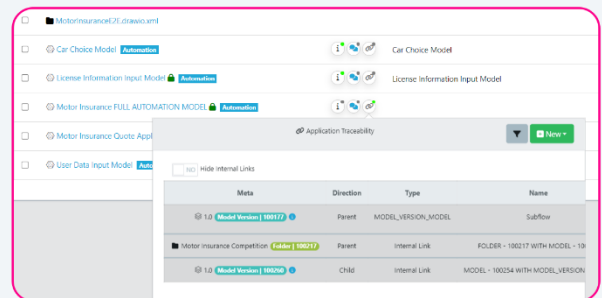 MotorInsuranceE2E.drawio.xml
Car Choice Model Automation Car Choice Model
License Information Input Model Automation License Information Input Model
Motor Insurance FULL AUTOMATION MODEL Automation
Motor Insurance Quote Appl
User Data Input Model Auto
Application Traceability
New
NO Hide Internal Links
Meta Direction Type Name
1.0 Model Version | 100177 Parent MODEL_VERSION_MODEL Subflow
Motor Insurance Competition Folder | 100217 Parent Internal Link FOLDER - 100217 WITH MODEL - 10
1.0 Model Version | 100260 Child Internal Link MODEL - 100254 WITH MODEL_VERSION